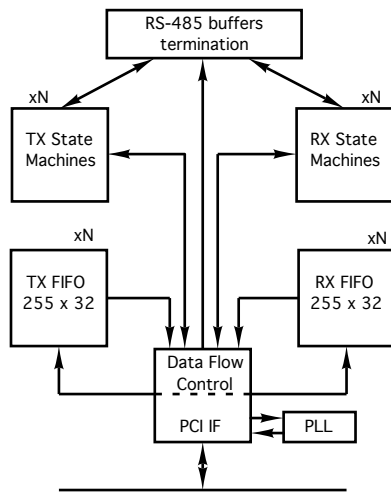 RS-485 buffers
termination
xN
xN
TX State
Machines
RX State
Machines
xN
xN
TX FIFO
255 x 32
RX FIFO
255 x 32
Data Flow
Control
PCI IF
PLL